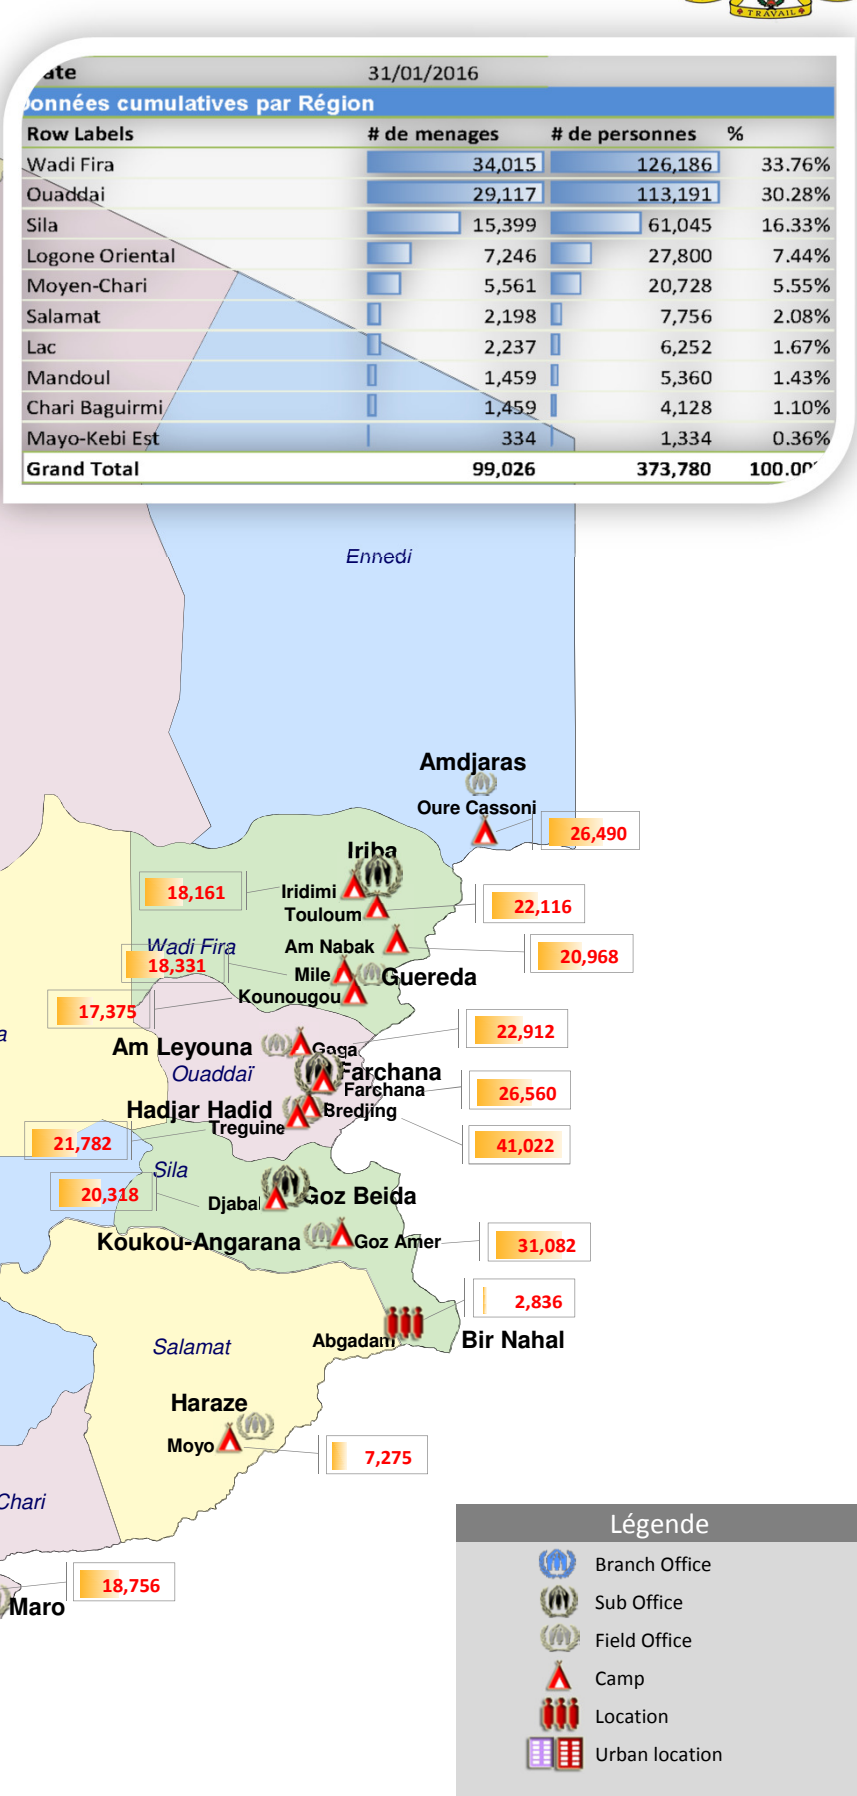 TRAVAIL
ate 31/01/2016
Données cumulatives par Région
Row Labels # de menages # de personnes %
Wadi Fira 34,015 126,186 33.76%
Ouaddai 29,117 113,191 30.28%
Sila 15,399 61,045 16.33%
Logone Oriental 7,246 27,800 7.44%
Moyen-Chari 5,561 20,728 5.55%
Salamat 2,198 7,756 2.08%
Lac 2,237 6,252 1.67%
Mandoul 1,459 5,360 1.43%
Chari Baguirmi 1,459 4,128 1.10%
Mayo-Kebi Est 334 1,334 0.36%
Grand Total 99,026 373,780 100.00
Ennedi
Amdjaras
Oure Cassoni
26,490
Iriba
18,161 Iridimi
Touloum 22,116
Wadi Fira Am Nabak
20,968
18,331 Mile Guereda
17,375 Kounougou
22,912
Am Leyouna Gaga
Ouaddaï Farchana
Farchana 26,560
Hadjar Hadid Bredjing
Treguine
21,782 41,022
Sila
20,318 Djabal Goz Beida
Koukou-Angarana Goz Amer 31,082
2,836
Salamat Abgadam Bir Nahal
Haraze
Moyo 7,275
Chari
18,756
Maro
Légende
Branch Office
Sub Office
Field Office
Camp
Location
Urban location